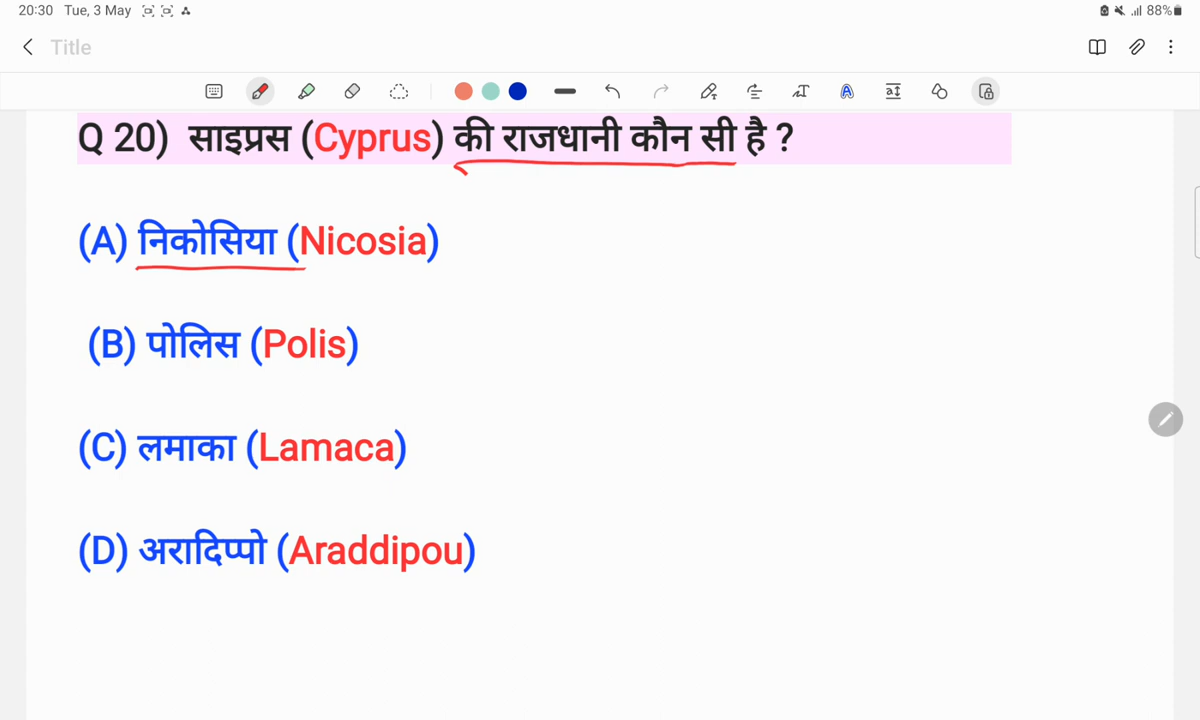 20:30 Tue, 3 May 88%
Title
Q 20) साइप्रस (Cyprus) की राजधानी कौन सी है ?
(A) निकोसिया (Nicosia)
(B) पोलिस (Polis)
(C) लमाका (Lamaca)
(D) अरादिप्पो (Araddipou)